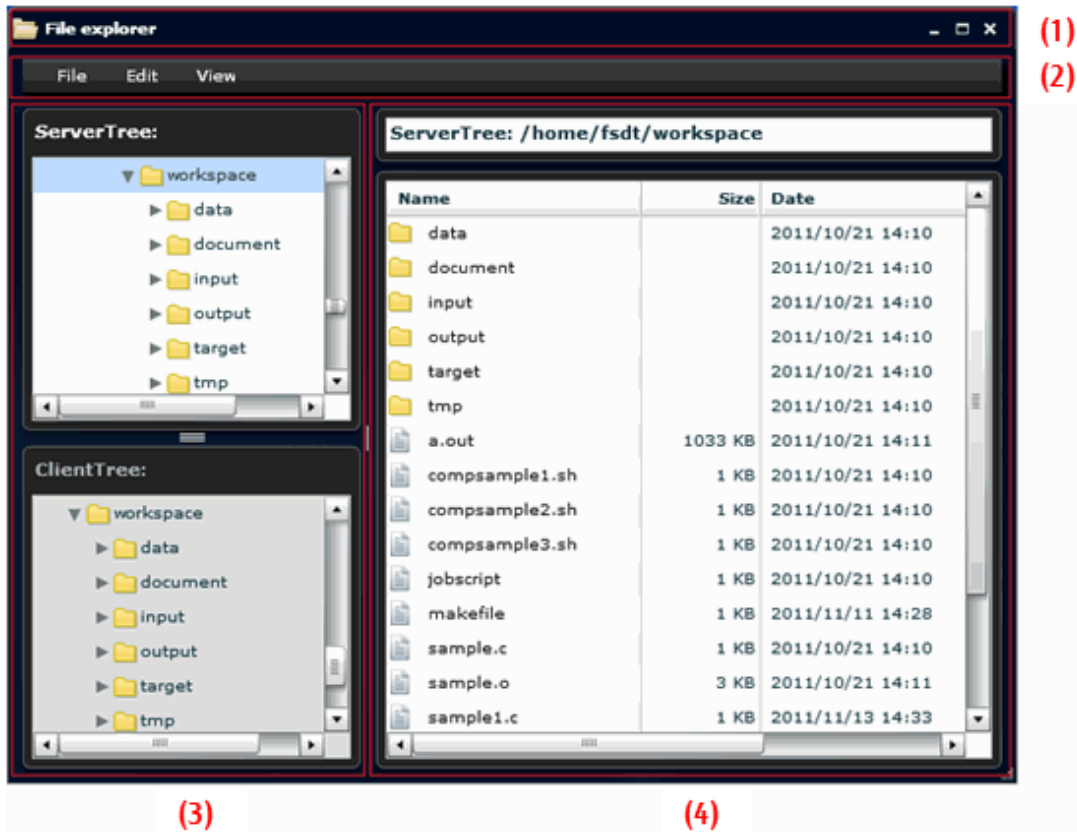 File explorer
(1)
File Edit View
(2)
ServerTree:
workspace
data
document
input
output
target
tmp
ClientTree:
workspace
data
document
input
output
target
tmp
ServerTree: /home/fsdt/workspace
Name Size Date
data 2011/10/21 14:10
document 2011/10/21 14:10
input 2011/10/21 14:10
output 2011/10/21 14:10
target 2011/10/21 14:10
tmp 2011/10/21 14:10
a.out 1033 KB 2011/10/21 14:11
compsample1.sh 1 KB 2011/10/21 14:10
compsample2.sh 1 KB 2011/10/21 14:10
compsample3.sh 1 KB 2011/10/21 14:10
jobscript 1 KB 2011/10/21 14:10
makefile 1 KB 2011/11/11 14:28
sample.c 1 KB 2011/10/21 14:10
sample.o 3 KB 2011/10/21 14:11
sample1.c 1 KB 2011/11/13 14:33
(3)
(4)